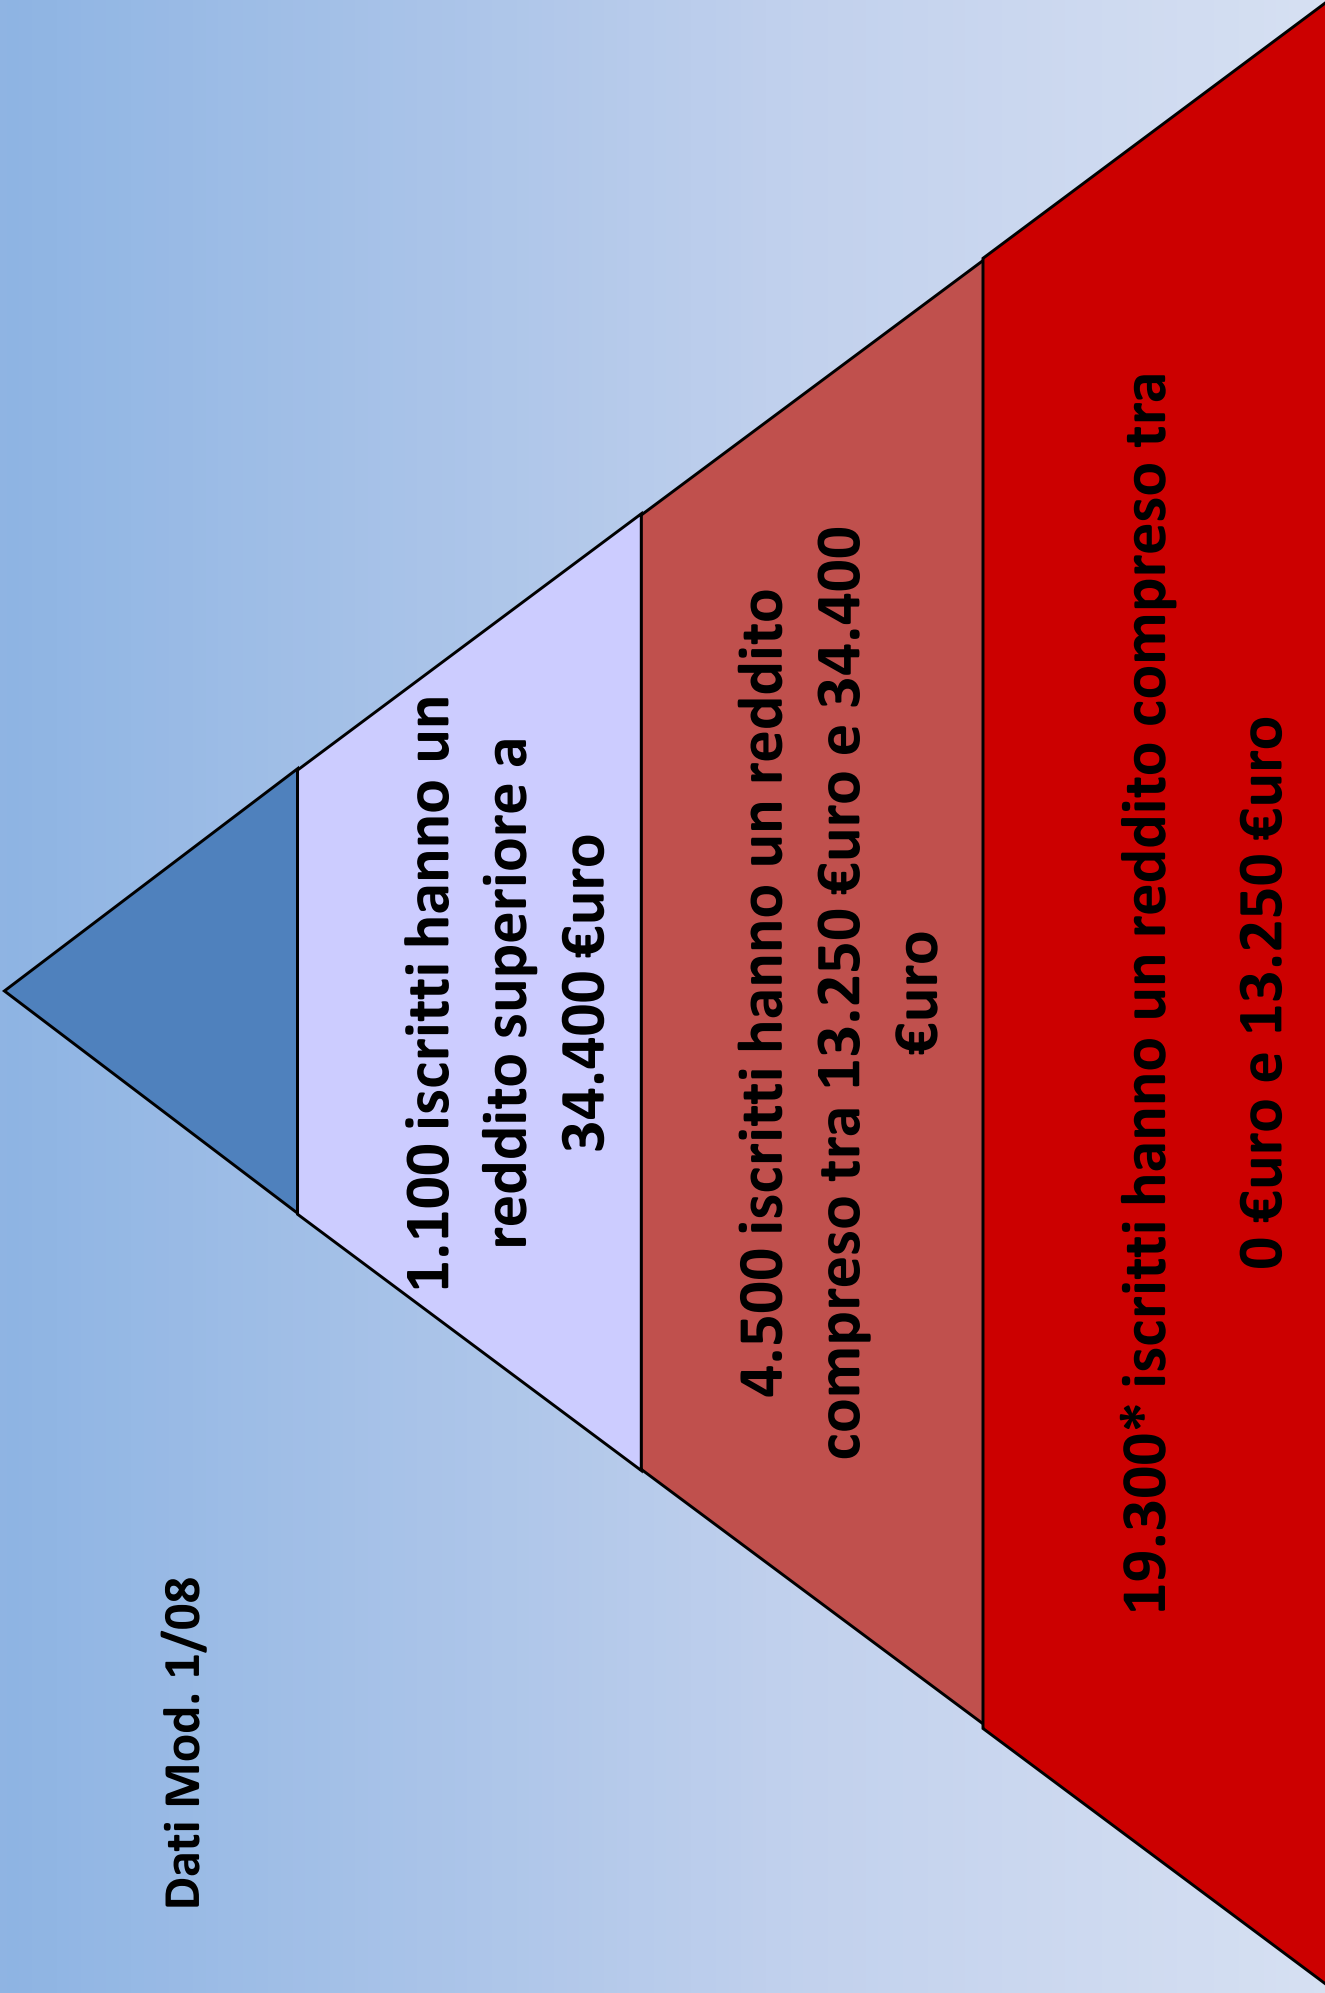 Dati Mod. 1/08
1.100 iscritti hanno un
reddito superiore a
34.400 €uro
4.500 iscritti hanno un reddito
compreso tra 13.250 €uro e 34.400
€uro
19.300* iscritti hanno un reddito compreso tra
0 €uro e 13.250 €uro